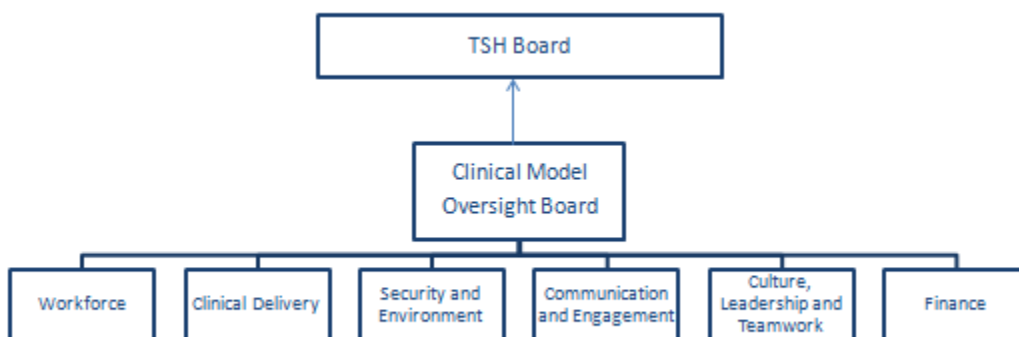 TSH Board
Clinical Model
Oversight Board
Workforce
Clinical Delivery
Security and
Environment
Communication
and Engagement
Culture,
Leadership and
Teamwork
Finance